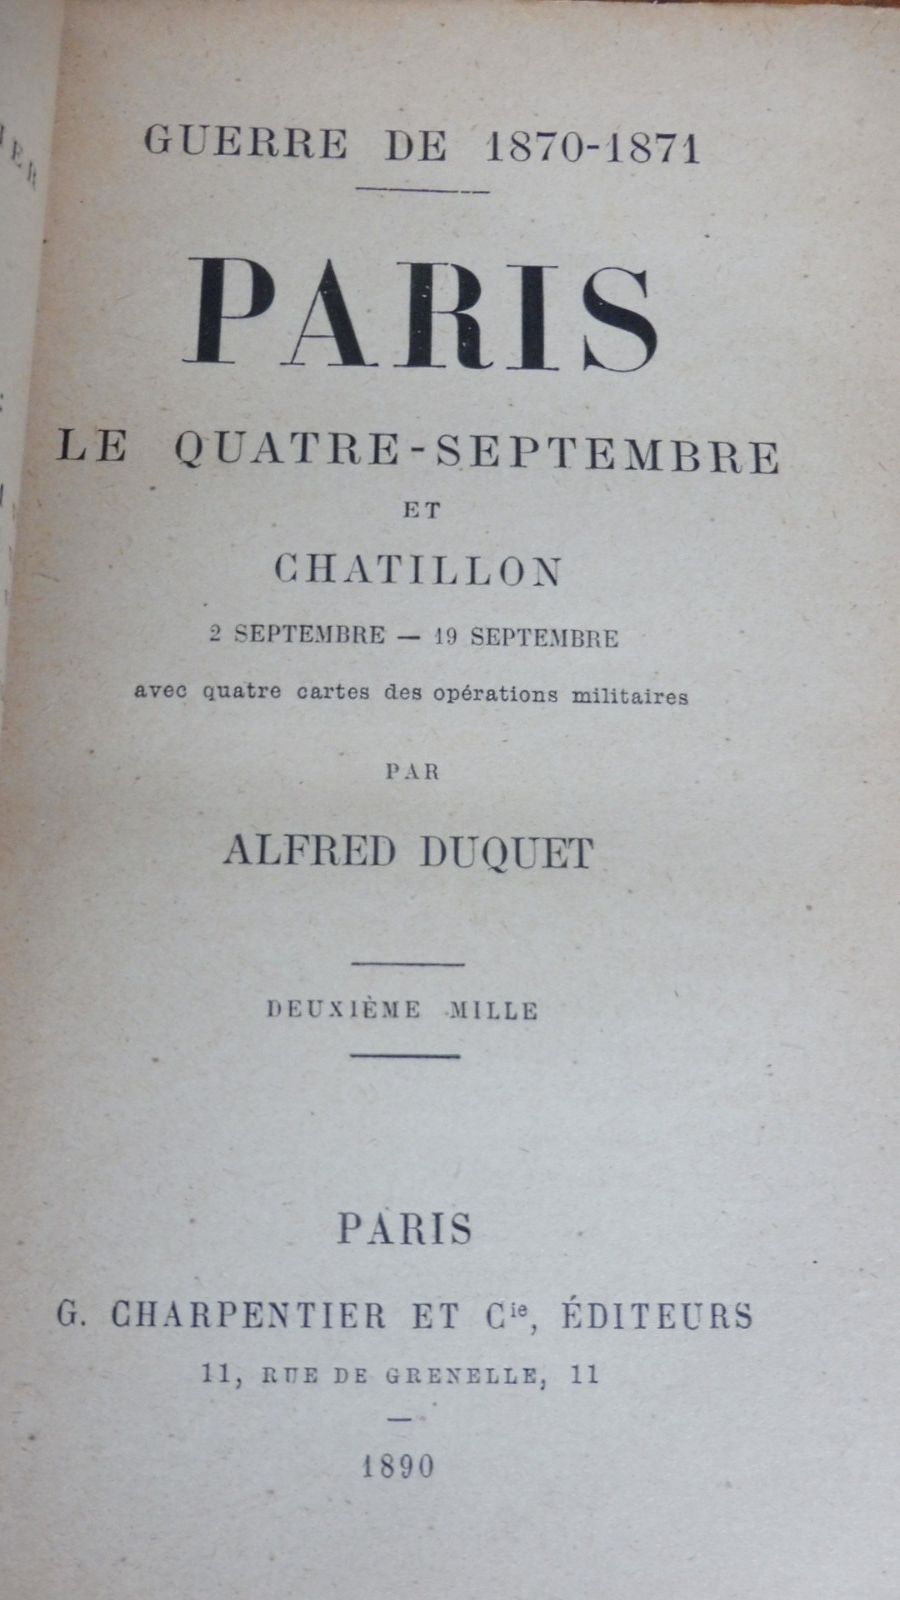 GUERRE DE 1870-1871
PARIS
LE QUATRE-SEPTEMBRE
ET
CHATILLON
2 SEPTEMBRE — 19 SEPTEMBRE
avec quatre cartes des opérations militaires
PAR
ALFRED DUQUET
DEUXIÈME MILLE
PARIS
G. CHARPENTIER ET Cie, ÉDITEURS
11, RUE DE GRENELLE, 11
1890